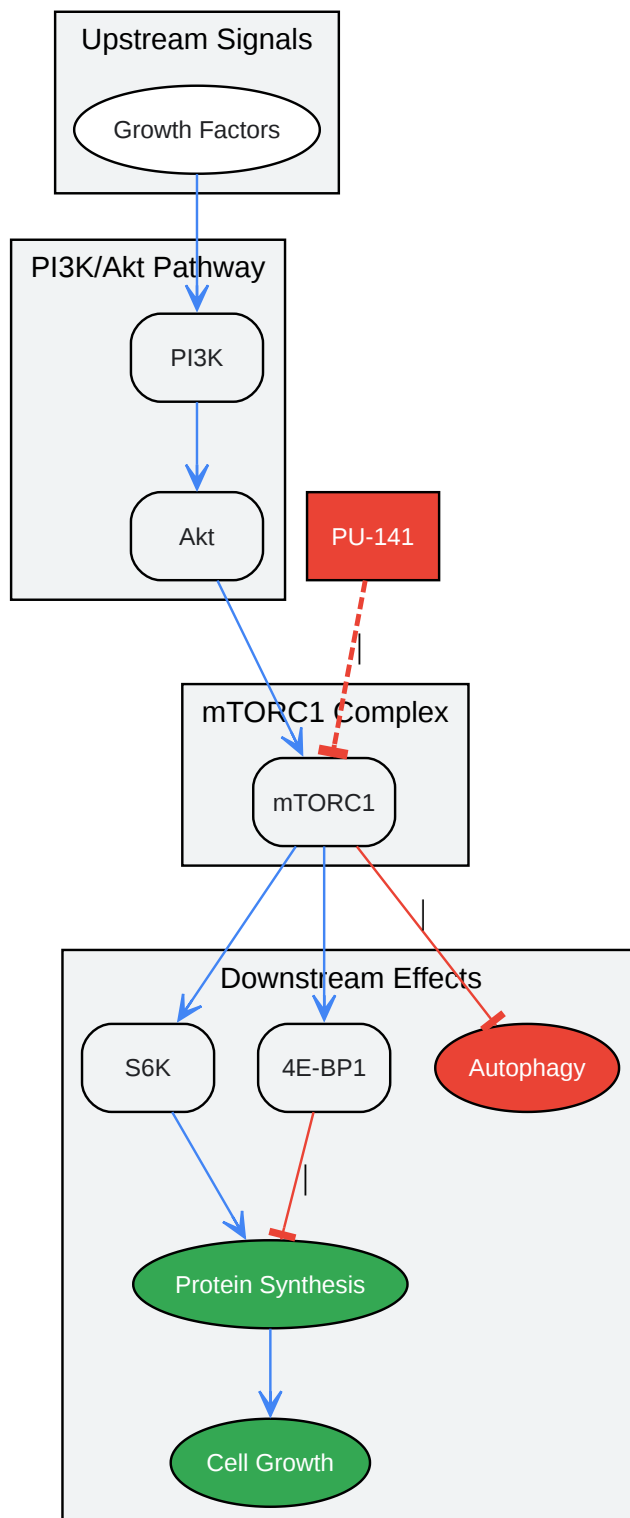 Upstream Signals
Growth Factors
PI3K/Akt Pathway
PI3K
Akt
PU-141
|
mTORC1 Complex
mTORC1
|
Downstream Effects
S6K
4E-BP1
Autophagy
|
Protein Synthesis
Cell Growth